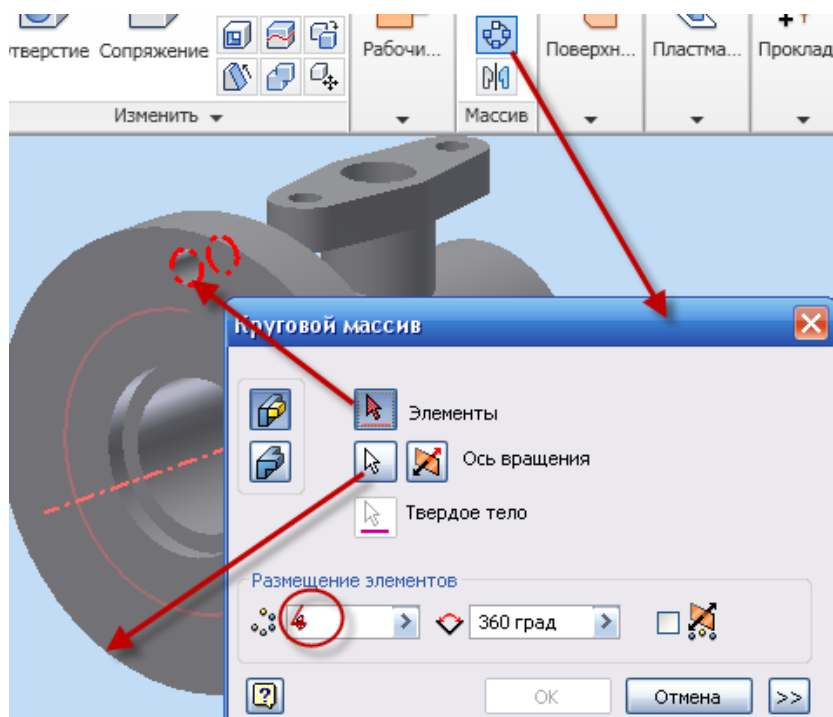 тверстие Сопряжение Рабочи... Поверхн... Пластма... Проклад
Изменить Массив
Круговой массив
Элементы
Ось вращения
Твердое тело
Размещение элементов
360 град
ОК Отмена >>